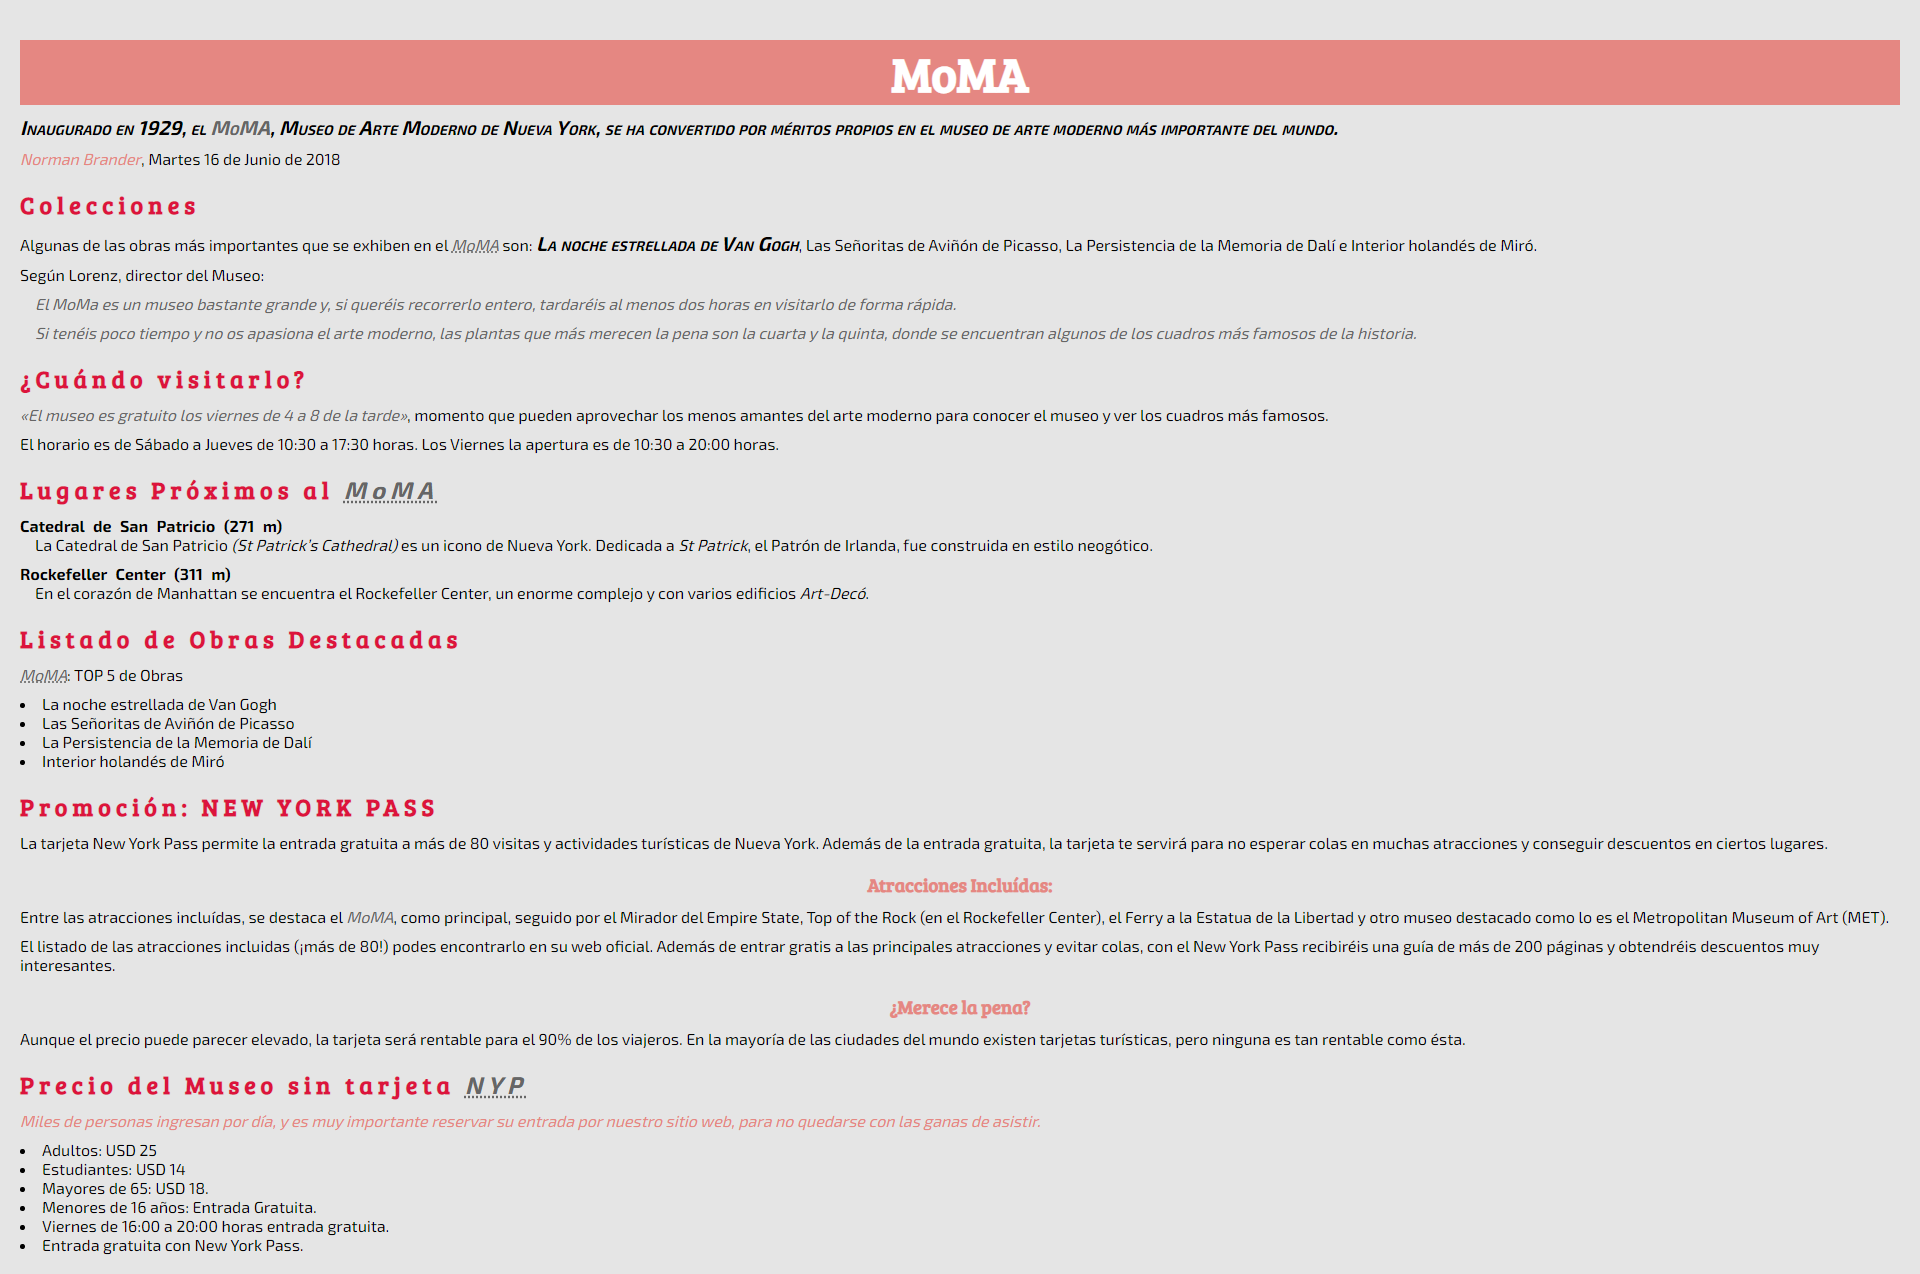 MoMA
Inaugurado en 1929, el MoMA, Museo de Arte Moderno de Nueva York, se ha convertido por méritos propios en el museo de arte moderno más importante del mundo.
Norman Brander, Martes 16 de Junio de 2018
Colecciones
Algunas de las obras más importantes que se exhiben en el MoMA son: La noche estrellada de Van Gogh, Las Señoritas de Aviñón de Picasso, La Persistencia de la Memoria de Dalí e Interior holandés de Miró.
Según Lorenz, director del Museo:
El MoMa es un museo bastante grande y, si queréis recorrerlo entero, tardaréis al menos dos horas en visitarlo de forma rápida.
Si tenéis poco tiempo y no os apasiona el arte moderno, las plantas que más merecen la pena son la cuarta y la quinta, donde se encuentran algunos de los cuadros más famosos de la historia.
¿Cuándo visitarlo?
«El museo es gratuito los viernes de 4 a 8 de la tarde», momento que pueden aprovechar los menos amantes del arte moderno para conocer el museo y ver los cuadros más famosos.
El horario es de Sábado a Jueves de 10:30 a 17:30 horas. Los Viernes la apertura es de 10:30 a 20:00 horas.
Lugares Próximos al MoMA
Catedral de San Patricio (271 m)
La Catedral de San Patricio (St Patrick's Cathedral) es un icono de Nueva York. Dedicada a St Patrick, el Patrón de Irlanda, fue construida en estilo neogótico.
Rockefeller Center (311 m)
En el corazón de Manhattan se encuentra el Rockefeller Center, un enorme complejo y con varios edificios Art-Decó.
Listado de Obras Destacadas
MoMA: TOP 5 de Obras
• La noche estrellada de Van Gogh
• Las Señoritas de Aviñón de Picasso
• La Persistencia de la Memoria de Dalí
• Interior holandés de Miró
Promoción: NEW YORK PASS
La tarjeta New York Pass permite la entrada gratuita a más de 80 visitas y actividades turísticas de Nueva York. Además de la entrada gratuita, la tarjeta te servirá para no esperar colas en muchas atracciones y conseguir descuentos en ciertos lugares.
Atracciones Incluídas:
Entre las atracciones incluídas, se destaca el MoMA, como principal, seguido por el Mirador del Empire State, Top of the Rock (en el Rockefeller Center), el Ferry a la Estatua de la Libertad y otro museo destacado como lo es el Metropolitan Museum of Art (MET).
El listado de las atracciones incluidas (¡más de 80!) podes encontrarlo en su web oficial. Además de entrar gratis a las principales atracciones y evitar colas, con el New York Pass recibiréis una guía de más de 200 páginas y obtendréis descuentos muy
interesantes.
¿Merece la pena?
Aunque el precio puede parecer elevado, la tarjeta será rentable para el 90% de los viajeros. En la mayoría de las ciudades del mundo existen tarjetas turísticas, pero ninguna es tan rentable como ésta.
Precio del Museo sin tarjeta NYP
Miles de personas ingresan por día, y es muy importante reservar su entrada por nuestro sitio web, para no quedarse con las ganas de asistir.
• Adultos: USD 25
• Estudiantes: USD 14
• Mayores de 65: USD 18.
• Menores de 16 años: Entrada Gratuita.
• Viernes de 16:00 a 20:00 horas entrada gratuita.
• Entrada gratuita con New York Pass.